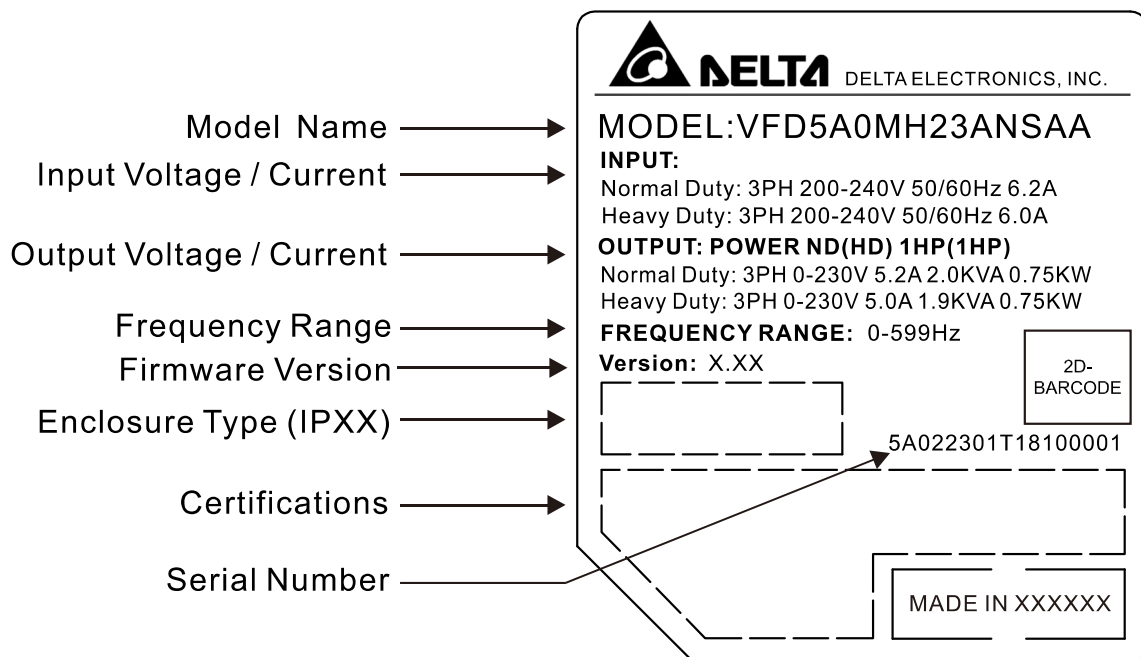 DELTA DELTA ELECTRONICS, INC.
Model Name
MODEL:VFD5A0MH23ANSAA
INPUT:
Input Voltage / Current
Normal Duty: 3PH 200-240V 50/60Hz 6.2A
Heavy Duty: 3PH 200-240V 50/60Hz 6.0A
Output Voltage / Current
OUTPUT: POWER ND(HD) 1HP(1HP)
Normal Duty: 3PH 0-230V 5.2A 2.0KVA 0.75KW
Heavy Duty: 3PH 0-230V 5.0A 1.9KVA 0.75KW
Frequency Range
FREQUENCY RANGE: 0-599Hz
Firmware Version
Version: X.XX
2D-
BARCODE
Enclosure Type (IPXX)
5A022301T18100001
Certifications
Serial Number
MADE IN XXXXXX